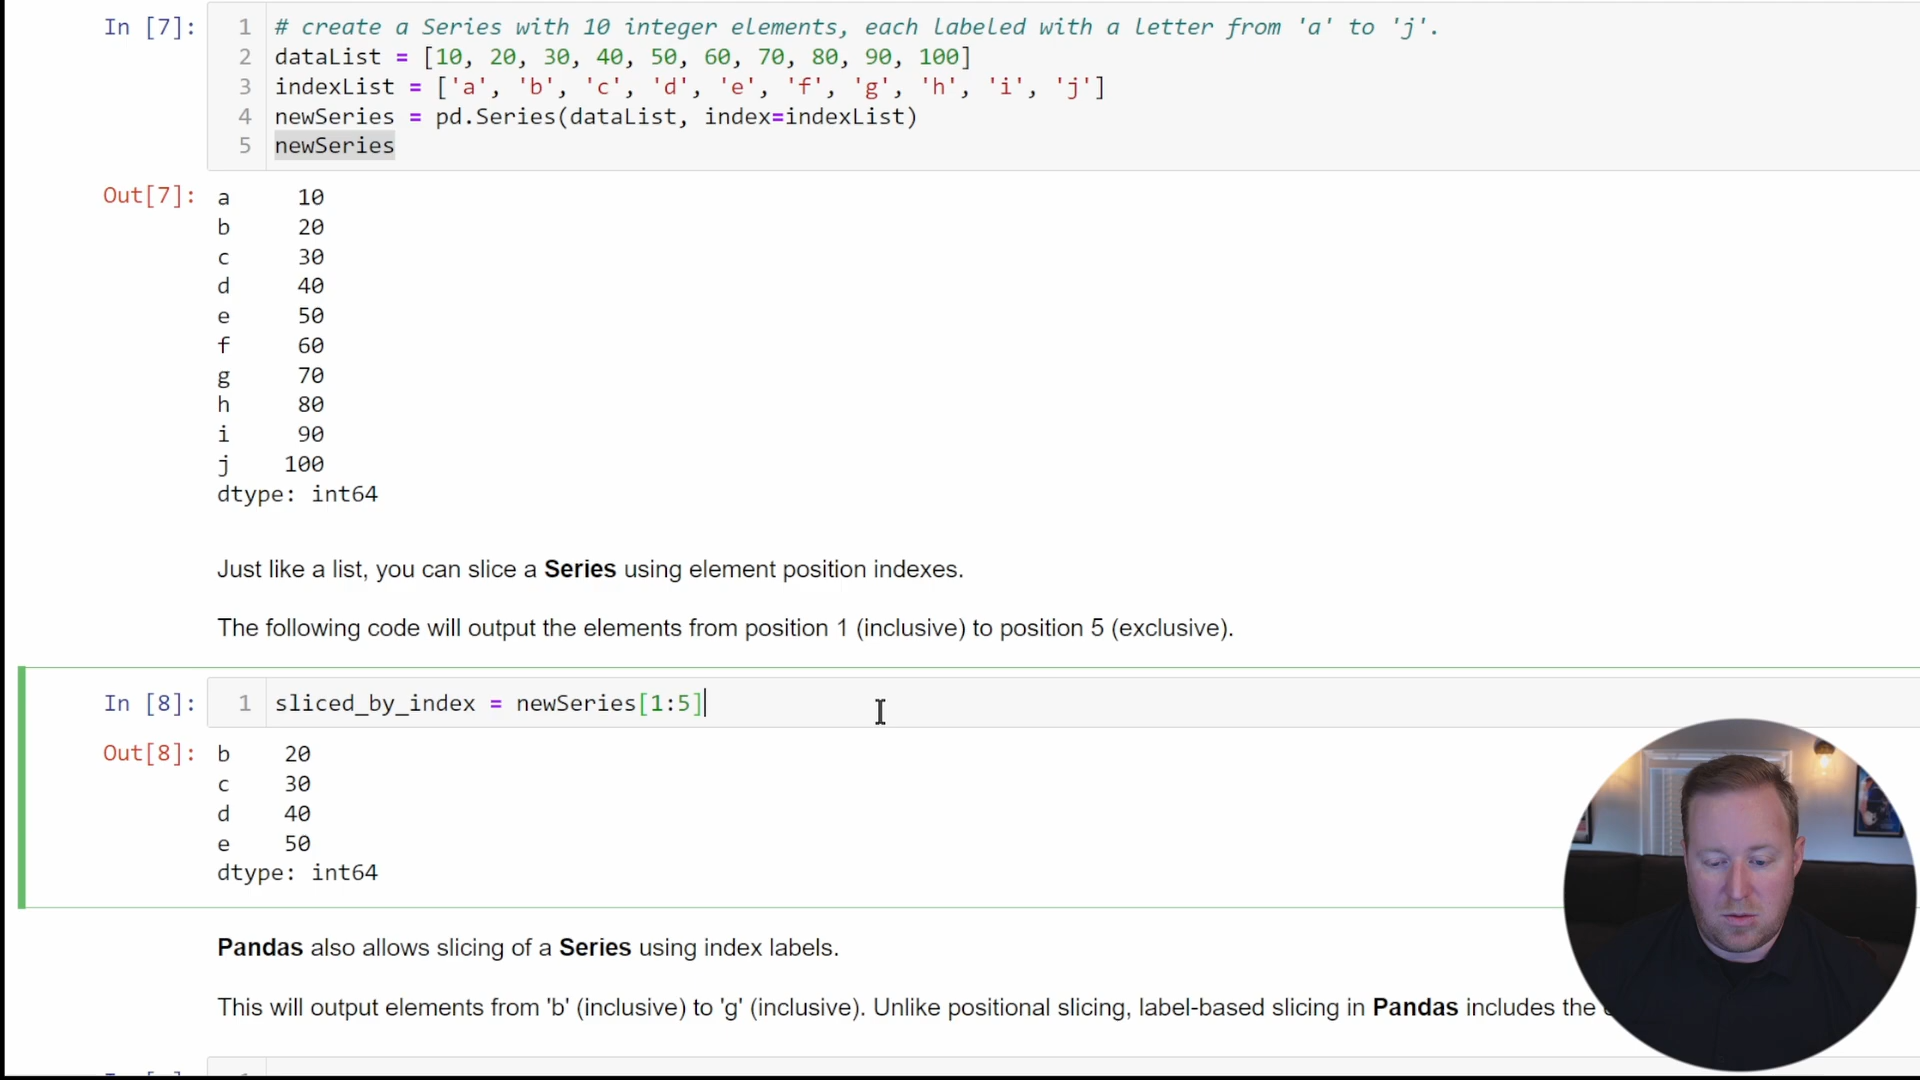 In [7]:
1 # create a Series with 10 integer elements, each labeled with a letter from 'a' to 'j'.
2 dataList = [10, 20, 30, 40, 50, 60, 70, 80, 90, 100]
3 indexList = ['a', 'b', 'c', 'd', 'e', 'f', 'g', 'h', 'i', 'j']
4 newSeries = pd.Series(dataList, index=indexList)
5 newSeries
Out[7]:
a 10
b 20
c 30
d 40
e 50
f 60
g 70
h 80
i 90
j 100
dtype: int64
Just like a list, you can slice a Series using element position indexes.
The following code will output the elements from position 1 (inclusive) to position 5 (exclusive).
In [8]:
1 sliced_by_index = newSeries[1:5]
Out[8]:
b 20
c 30
d 40
e 50
dtype: int64
Pandas also allows slicing of a Series using index labels.
This will output elements from 'b' (inclusive) to 'g' (inclusive). Unlike positional slicing, label-based slicing in Pandas includes the